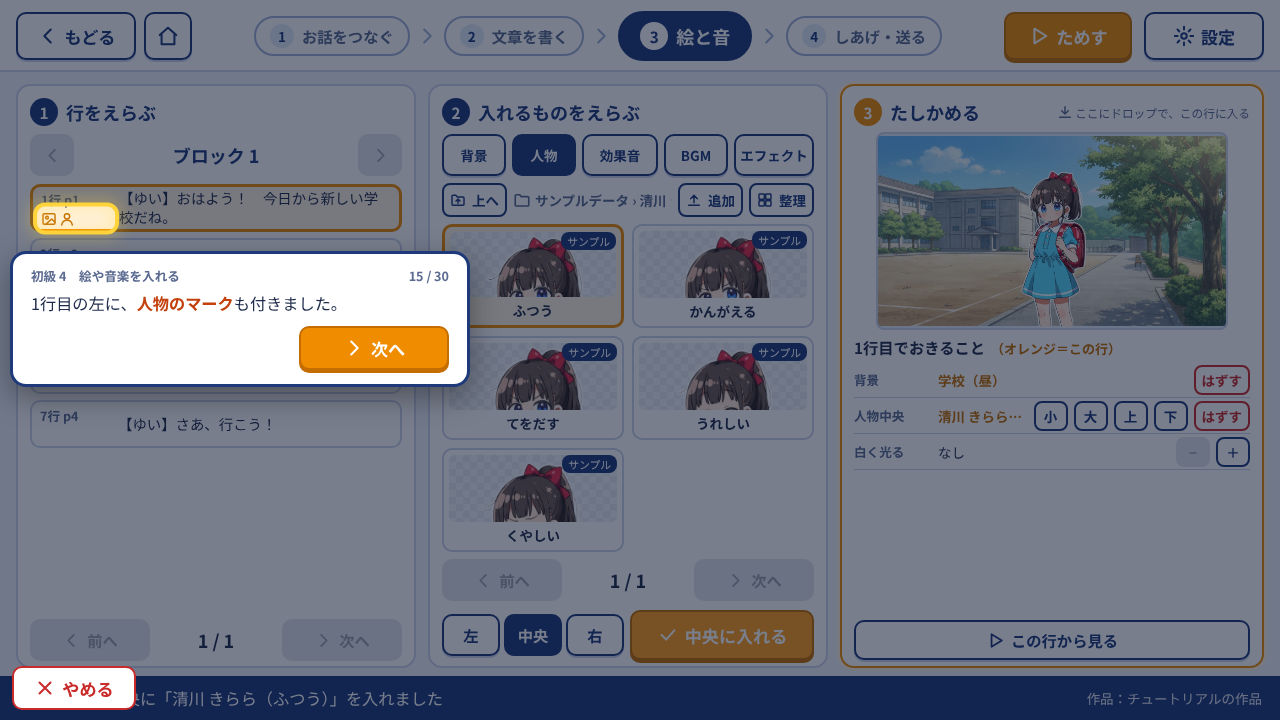 もどる
1 お話をつなぐ
2 文章を書く
3 絵と音
4 しあげ・送る
ためす
設定
1 行をえらぶ
ブロック 1
1行 p1
【ゆい】おはよう！　今日から新しい学
校だね。
初級 4　絵や音楽を入れる
15 / 30
1行目の左に、人物のマークも付きました。
次へ
7行 p4
【ゆい】さあ、行こう！
前へ
1 / 1
次へ
2 入れるものをえらぶ
背景
人物
効果音
BGM
エフェクト
上へ
サンプルデータ › 清川
追加
整理
サンプル
ふつう
サンプル
かんがえる
サンプル
てをだす
サンプル
うれしい
サンプル
くやしい
前へ
1 / 1
次へ
左
中央
右
中央に入れる
3 たしかめる
ここにドロップで、この行に入る
1行目でおきること （オレンジ＝この行）
背景
学校（昼）
はずす
人物中央
清川 きらら…
小
大
上
下
はずす
白く光る
なし
−
＋
この行から見る
やめる
に「清川 きらら（ふつう）」を入れました
作品：チュートリアルの作品